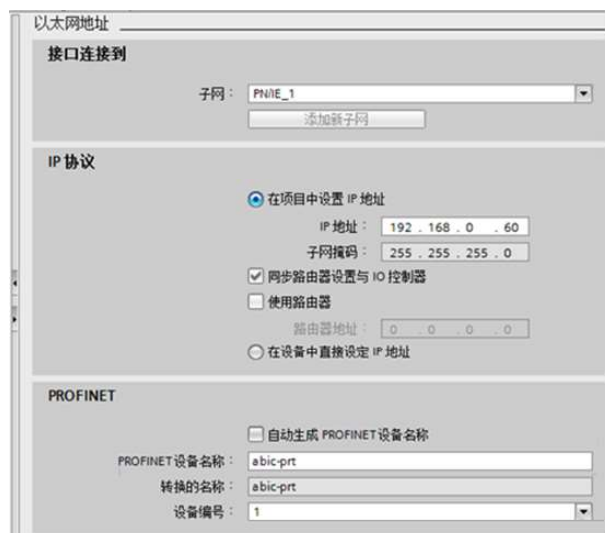 以太网地址
接口连接到
子网： PN/IE_1
添加新子网
IP 协议
在项目中设置 IP 地址
IP 地址： 192 . 168 . 0 . 60
子网掩码： 255 . 255 . 255 . 0
同步路由器设置与 IO 控制器
使用路由器
路由器地址： 0 . 0 . 0 . 0
在设备中直接设定 IP 地址
PROFINET
自动生成 PROFINET 设备名称
PROFINET 设备名称： abic-prt
转换的名称： abic-prt
设备编号： 1